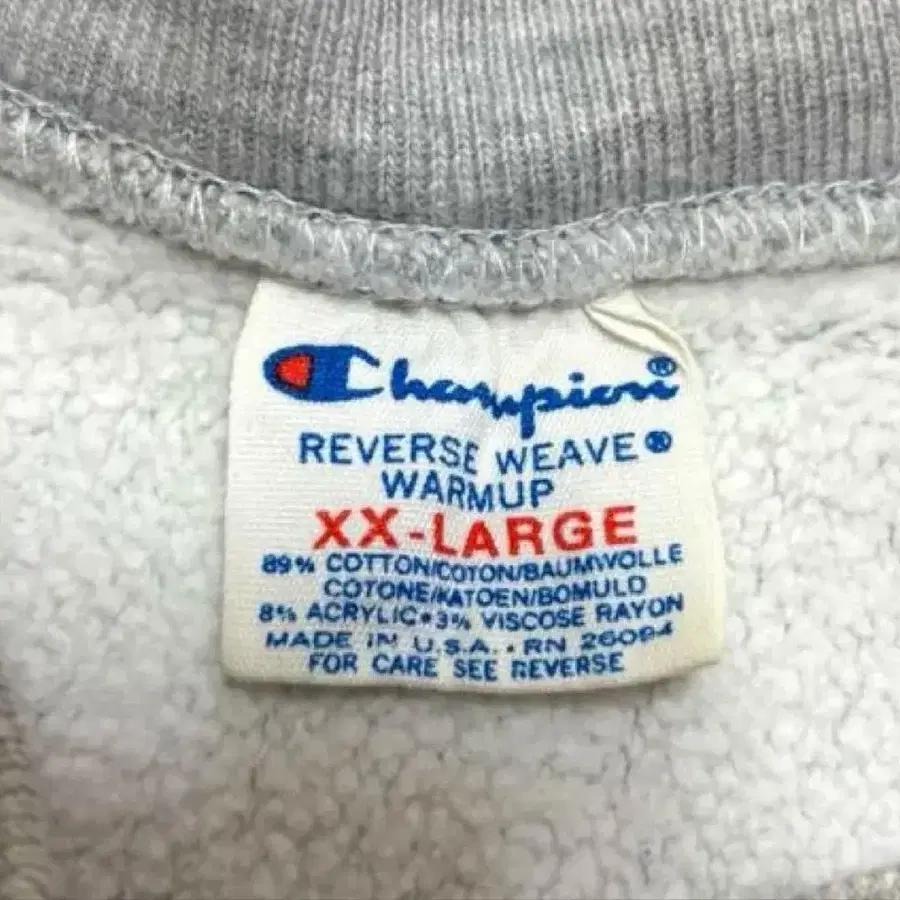 Champion®
REVERSE WEAVE®
WARMUP
XX-LARGE
89% COTTON/COTON/BAUMWOLLE
COTONE/KATOEN/BOMULD
8% ACRYLIC•3% VISCOSE RAYON
MADE IN U.S.A. • RN 26094
FOR CARE SEE REVERSE